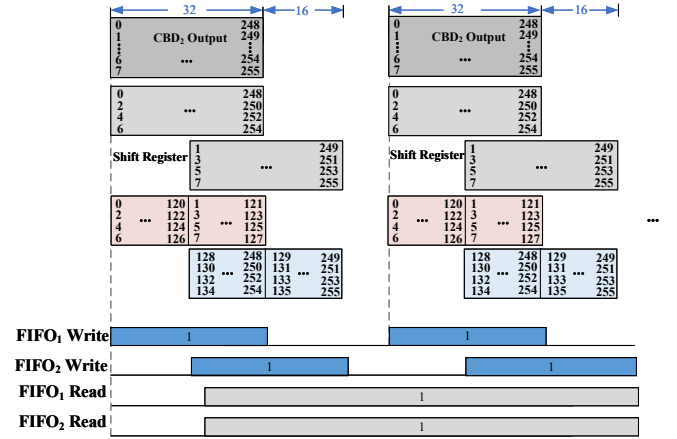 32 16 32 16
0 248 0 248
1 CBD₂ Output 249 1 CBD₂ Output 249
6 ... 254 6 ... 254
7 255 7 255
0 248 0 248
2 ... 250 2 ... 250
4 252 4 252
6 254 6 254
1 249 1 249
Shift Register 3 ... 251 Shift Register 3 ... 251
5 253 5 253
7 255 7 255
0 120 1 121 0 120 1 121
2 ... 122 3 ... 123 2 ... 122 3 ... 123 ...
4 124 5 125 4 124 5 125
6 126 7 127 6 126 7 127
128 248 129 249 128 248 129 249
130 ... 250 131 ... 251 130 ... 250 131 ... 251
132 252 133 253 132 252 133 253
134 254 135 255 134 254 135 255
FIFO₁ Write 1 1
FIFO₂ Write 1 1
FIFO₁ Read 1
FIFO₂ Read 1